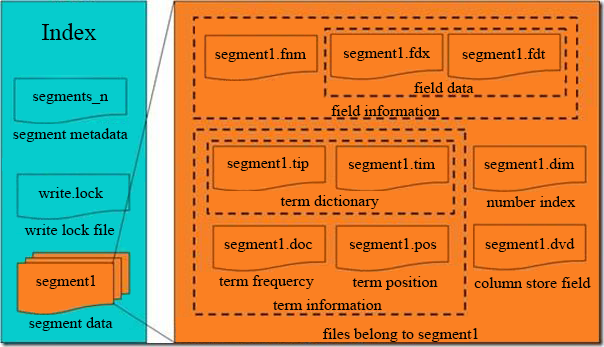 Index
segments_n
segment metadata
write.lock
write lock file
segment1
segment data
segment1.fnm
segment1.fdx
segment1.fdt
field data
field information
segment1.tip
segment1.tim
term dictionary
segment1.dim
number index
segment1.doc
term frequercy
segment1.pos
term position
term information
segment1.dvd
column store field
files belong to segment1